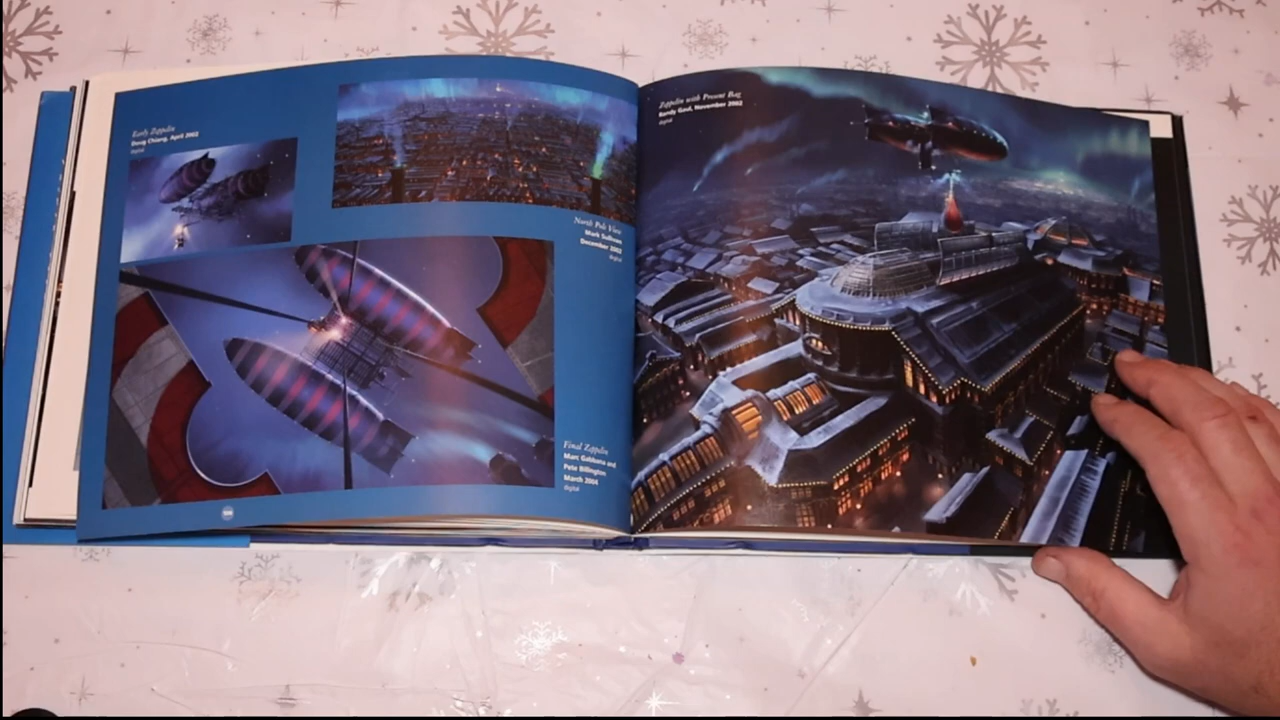 Early Zeppelin
Doug Chiang, April 2002
digital
North Pole View
Mark Sullivan
December 2002
digital
Final Zeppelin
Marc Gabbana and
Pete Billington
March 2004
digital
Zeppelin with Present Bag
Randy Gaul, November 2002
digital